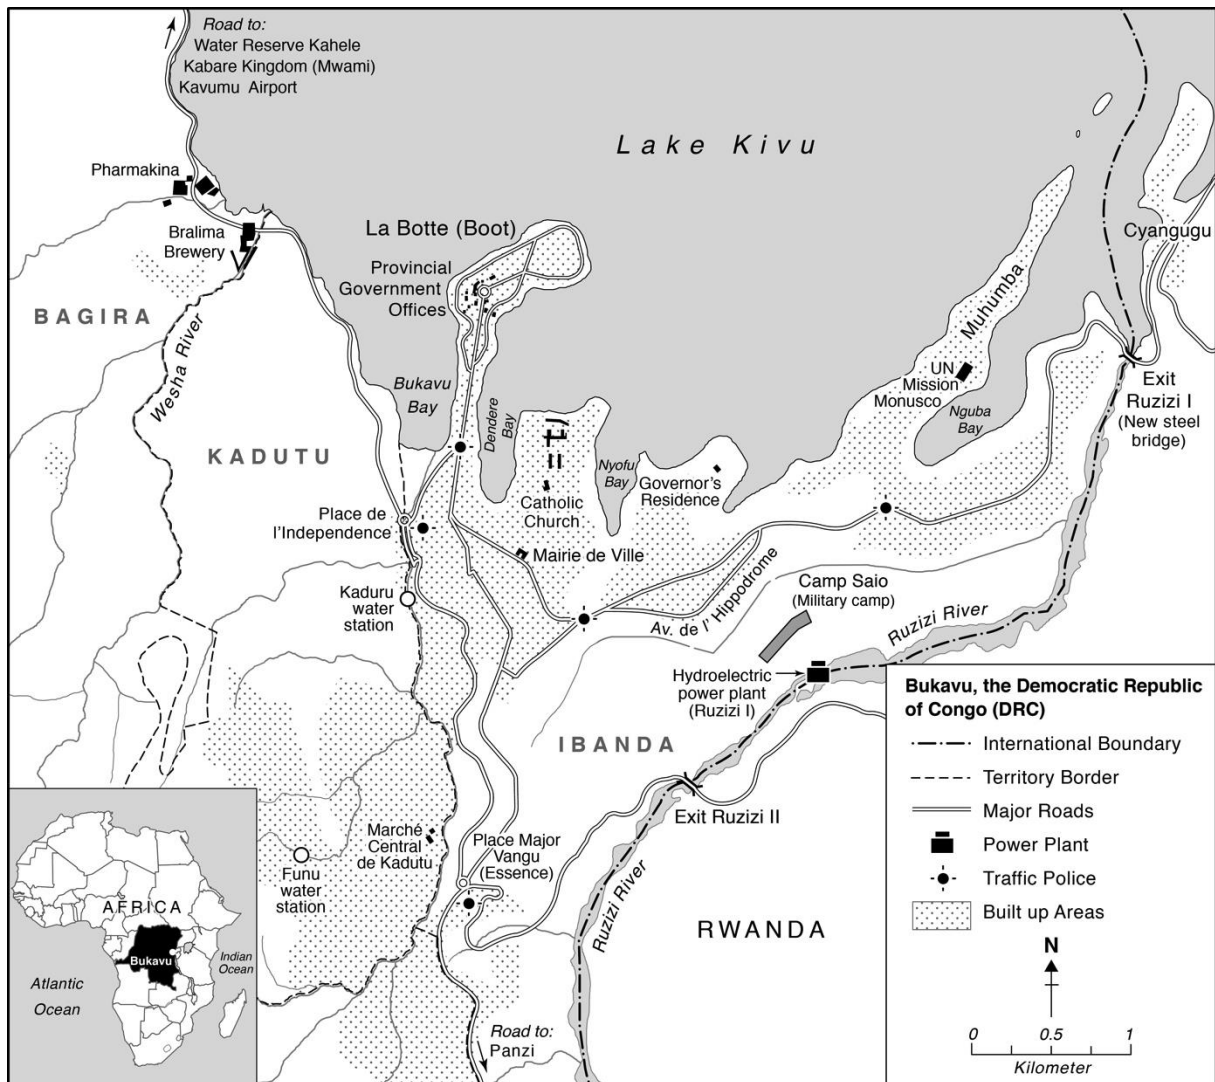 Road to:
Water Reserve Kahele
Kabare Kingdom (Mwami)
Kavumu Airport
Lake Kivu
Pharmakina
Bralima
Brewery
La Botte (Boot)
Provincial
Government
Offices
Cyangugu
BAGIRA
Wesha River
Muhumba
UN
Mission
Monusco
Exit
Ruzizi I
(New steel
bridge)
Bukavu
Bay
Dendere
Bay
Nguba
Bay
KADUTU
Nyofu
Bay
Governor's
Residence
Catholic
Church
Place de
l'Independence
Mairie de Ville
Kaduru
water
station
Av. de l' Hippodrome
Camp Saio
(Military camp)
Ruzizi River
Hydroelectric
power plant
(Ruzizi I)
IBANDA
Exit Ruzizi II
Marché
Central
de Kadutu
Place Major
Vangu
(Essence)
Funu
water
station
Ruzizi River
RWANDA
Road to:
Panzi
AFRICA
Bukavu
Indian
Ocean
Atlantic
Ocean
Bukavu, the Democratic Republic
of Congo (DRC)
International Boundary
Territory Border
Major Roads
Power Plant
Traffic Police
Built up Areas
N
0 0.5 1
Kilometer